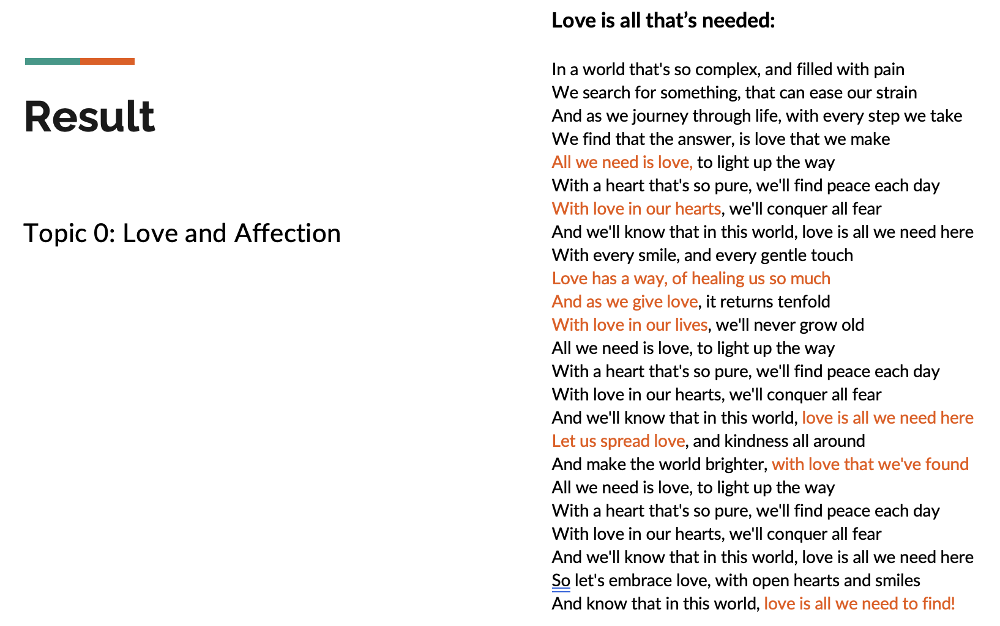 Result
Topic 0: Love and Affection
Love is all that’s needed:
In a world that's so complex, and filled with pain
We search for something, that can ease our strain
And as we journey through life, with every step we take
We find that the answer, is love that we make
All we need is love, to light up the way
With a heart that's so pure, we'll find peace each day
With love in our hearts, we'll conquer all fear
And we'll know that in this world, love is all we need here
With every smile, and every gentle touch
Love has a way, of healing us so much
And as we give love, it returns tenfold
With love in our lives, we'll never grow old
All we need is love, to light up the way
With a heart that's so pure, we'll find peace each day
With love in our hearts, we'll conquer all fear
And we'll know that in this world, love is all we need here
Let us spread love, and kindness all around
And make the world brighter, with love that we've found
All we need is love, to light up the way
With a heart that's so pure, we'll find peace each day
With love in our hearts, we'll conquer all fear
And we'll know that in this world, love is all we need here
So let's embrace love, with open hearts and smiles
And know that in this world, love is all we need to find!